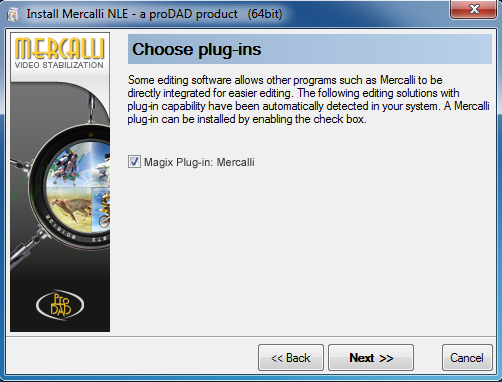 Install Mercalli NLE - a proDAD product (64bit)
MERCALLI
VIDEO STABILIZATION
Choose plug-ins
Some editing software allows other programs such as Mercalli to be
directly integrated for easier editing. The following editing solutions with
plug-in capability have been automatically detected in your system. A Mercalli
plug-in can be installed by enabling the check box.
Magix Plug-in: Mercalli
PRO
DAD
<< Back
Next >>
Cancel